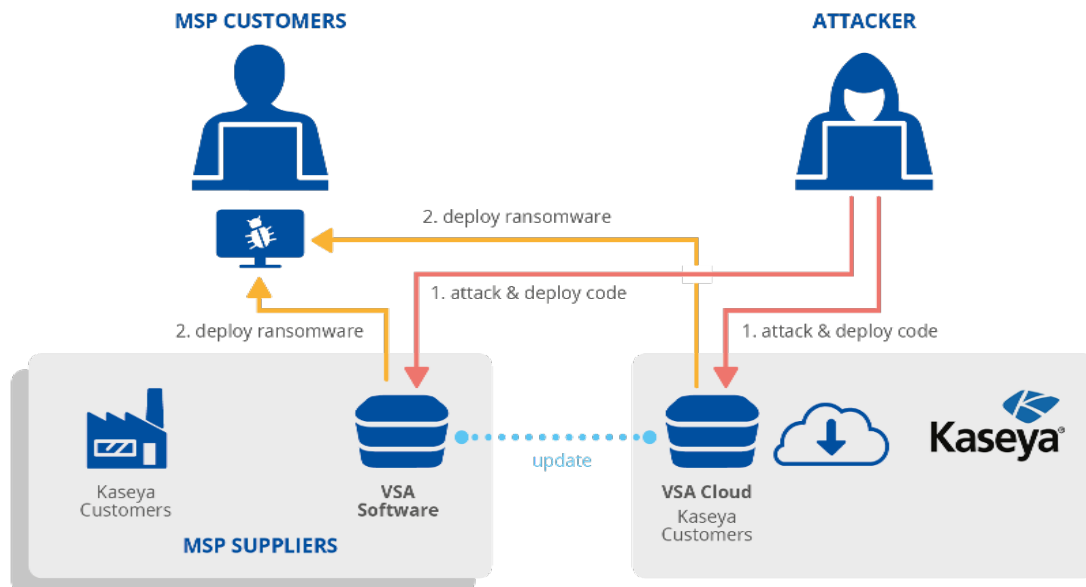 MSP CUSTOMERS
ATTACKER
2. deploy ransomware
1. attack & deploy code
2. deploy ransomware
1. attack & deploy code
Kaseya
Customers
VSA
Software
update
MSP SUPPLIERS
VSA Cloud
Kaseya
Customers
Kaseya®